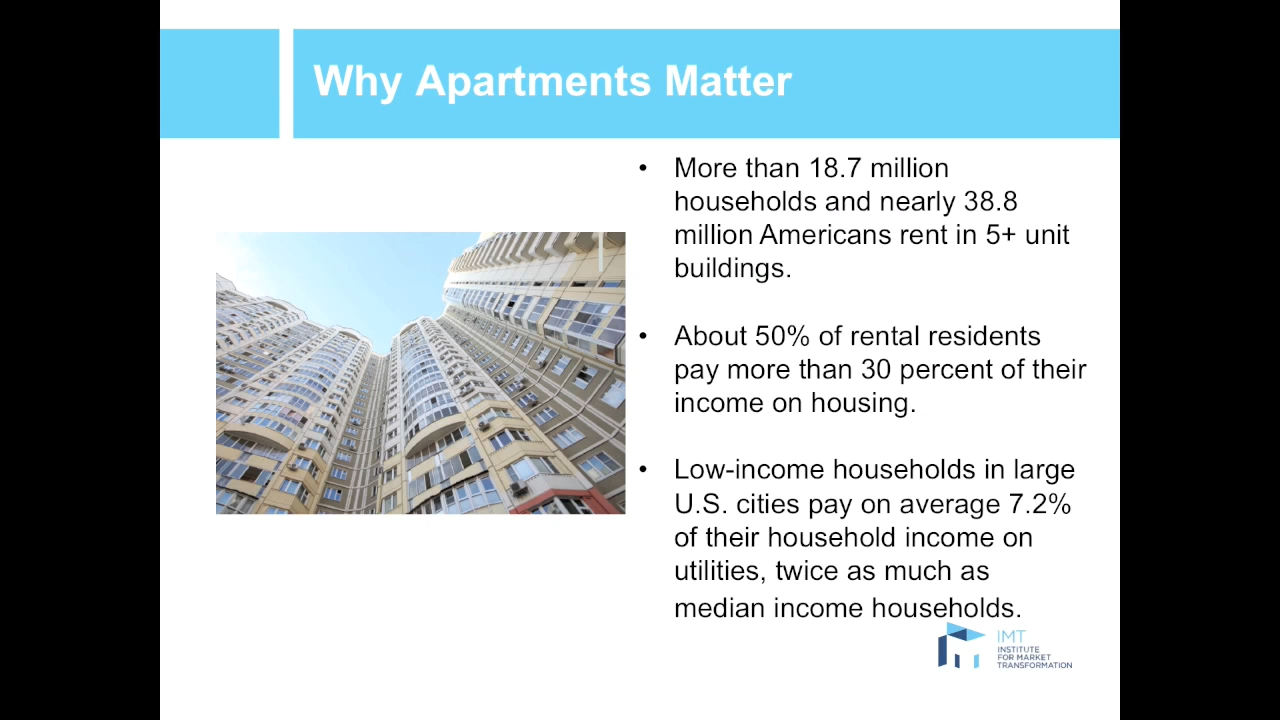 Why Apartments Matter
• More than 18.7 million
households and nearly 38.8
million Americans rent in 5+ unit
buildings.
• About 50% of rental residents
pay more than 30 percent of their
income on housing.
• Low-income households in large
U.S. cities pay on average 7.2%
of their household income on
utilities, twice as much as
median income households.
IMT
INSTITUTE
FOR MARKET
TRANSFORMATION